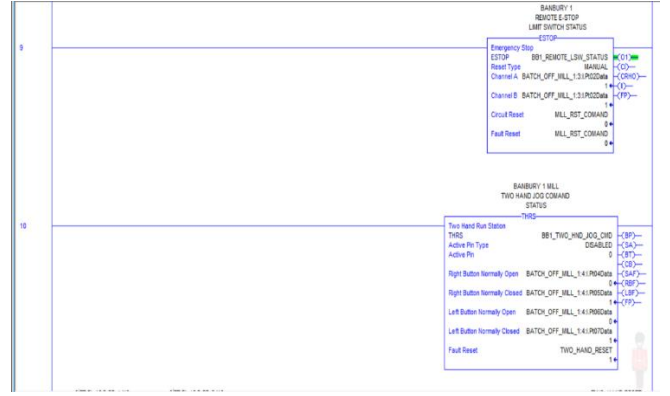 BANBURY 1
REMOTE E-STOP
LIMIT SWITCH STATUS
ESTOP
9
Emergency Stop
ESTOP BB1_REMOTE_LSW_STATUS (O1)
Reset Type MANUAL (CI)
Channel A BATCH_OFF_MILL_1:3:I.Pt02Data (CRHO)
1 (II)
Channel B BATCH_OFF_MILL_1:3:I.Pt02Data (FP)
1
Circuit Reset MILL_RST_COMAND
0
Fault Reset MILL_RST_COMAND
0
BANBURY 1 MILL
TWO HAND JOG COMAND
STATUS
THRS
10
Two Hand Run Station
THRS BB1_TWO_HND_JOG_CMD (BP)
Active Pin Type DISABLED (SA)
Active Pin 0 (BT)
(CB)
Right Button Normally Open BATCH_OFF_MILL_1:4:I.Pt04Data (SAF)
0 (RBF)
Right Button Normally Closed BATCH_OFF_MILL_1:4:I.Pt05Data (LBF)
1 (FP)
Left Button Normally Open BATCH_OFF_MILL_1:4:I.Pt06Data
0
Left Button Normally Closed BATCH_OFF_MILL_1:4:I.Pt07Data
1
Fault Reset TWO_HAND_RESET
1